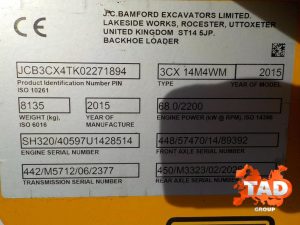 J.C. BAMFORD EXCAVATORS LIMITED.
LAKESIDE WORKS, ROCESTER, UTTOXETER
UNITED KINGDOM ST14 5JP.
BACKHOE LOADER
CE
JCB3CX4TK02271894
Product Identification Number PIN
ISO 10261
3CX 14M4WM
2015
TYPE
YEAR OF MODEL
8135
2015
WEIGHT (kg).
ISO 6016
YEAR OF
MANUFACTURE
68.0/2200
ENGINE POWER (kW @ RPM). ISO 14396
SH320/40597U1428514
ENGINE SERIAL NUMBER
448/57470/14/89392
FRONT AXLE SERIAL NUMBER
442/M5712/06/2377
TRANSMISSION SERIAL NUMBER
450/M3323/02/
REAR AXLE SERIAL
TAD
GROUP